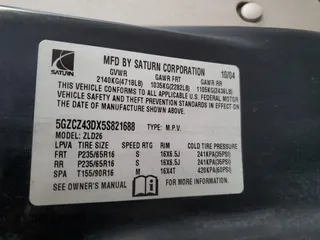 MFD BY SATURN CORPORATION 10/04
SATURN
GVWR GAWR FRT GAWR RR
2140KG(4718LB) 1035KG(2282LB) 1105KG(2436LB)
THIS VEHICLE CONFORMS TO ALL APPLICABLE U.S. FEDERAL MOTOR
VEHICLE SAFETY AND THEFT PREVENTION STANDARDS IN EFFECT ON
THE DATE OF MANUFACTURE SHOWN ABOVE.
5GZCZ43DX5S821688 TYPE: M.P.V.
MODEL: ZLD26
LPVA TIRE SIZE SPEED RTG RIM COLD TIRE PRESSURE
FRT P235/65R16 S 16X6.5J 241KPA(35PSI)
RR P235/65R16 S 16X6.5J 241KPA(35PSI)
SPA T155/90R16 M 16X4T 420KPA(60PSI)
SEE OWNER'S MANUAL FOR MORE INFORMATION